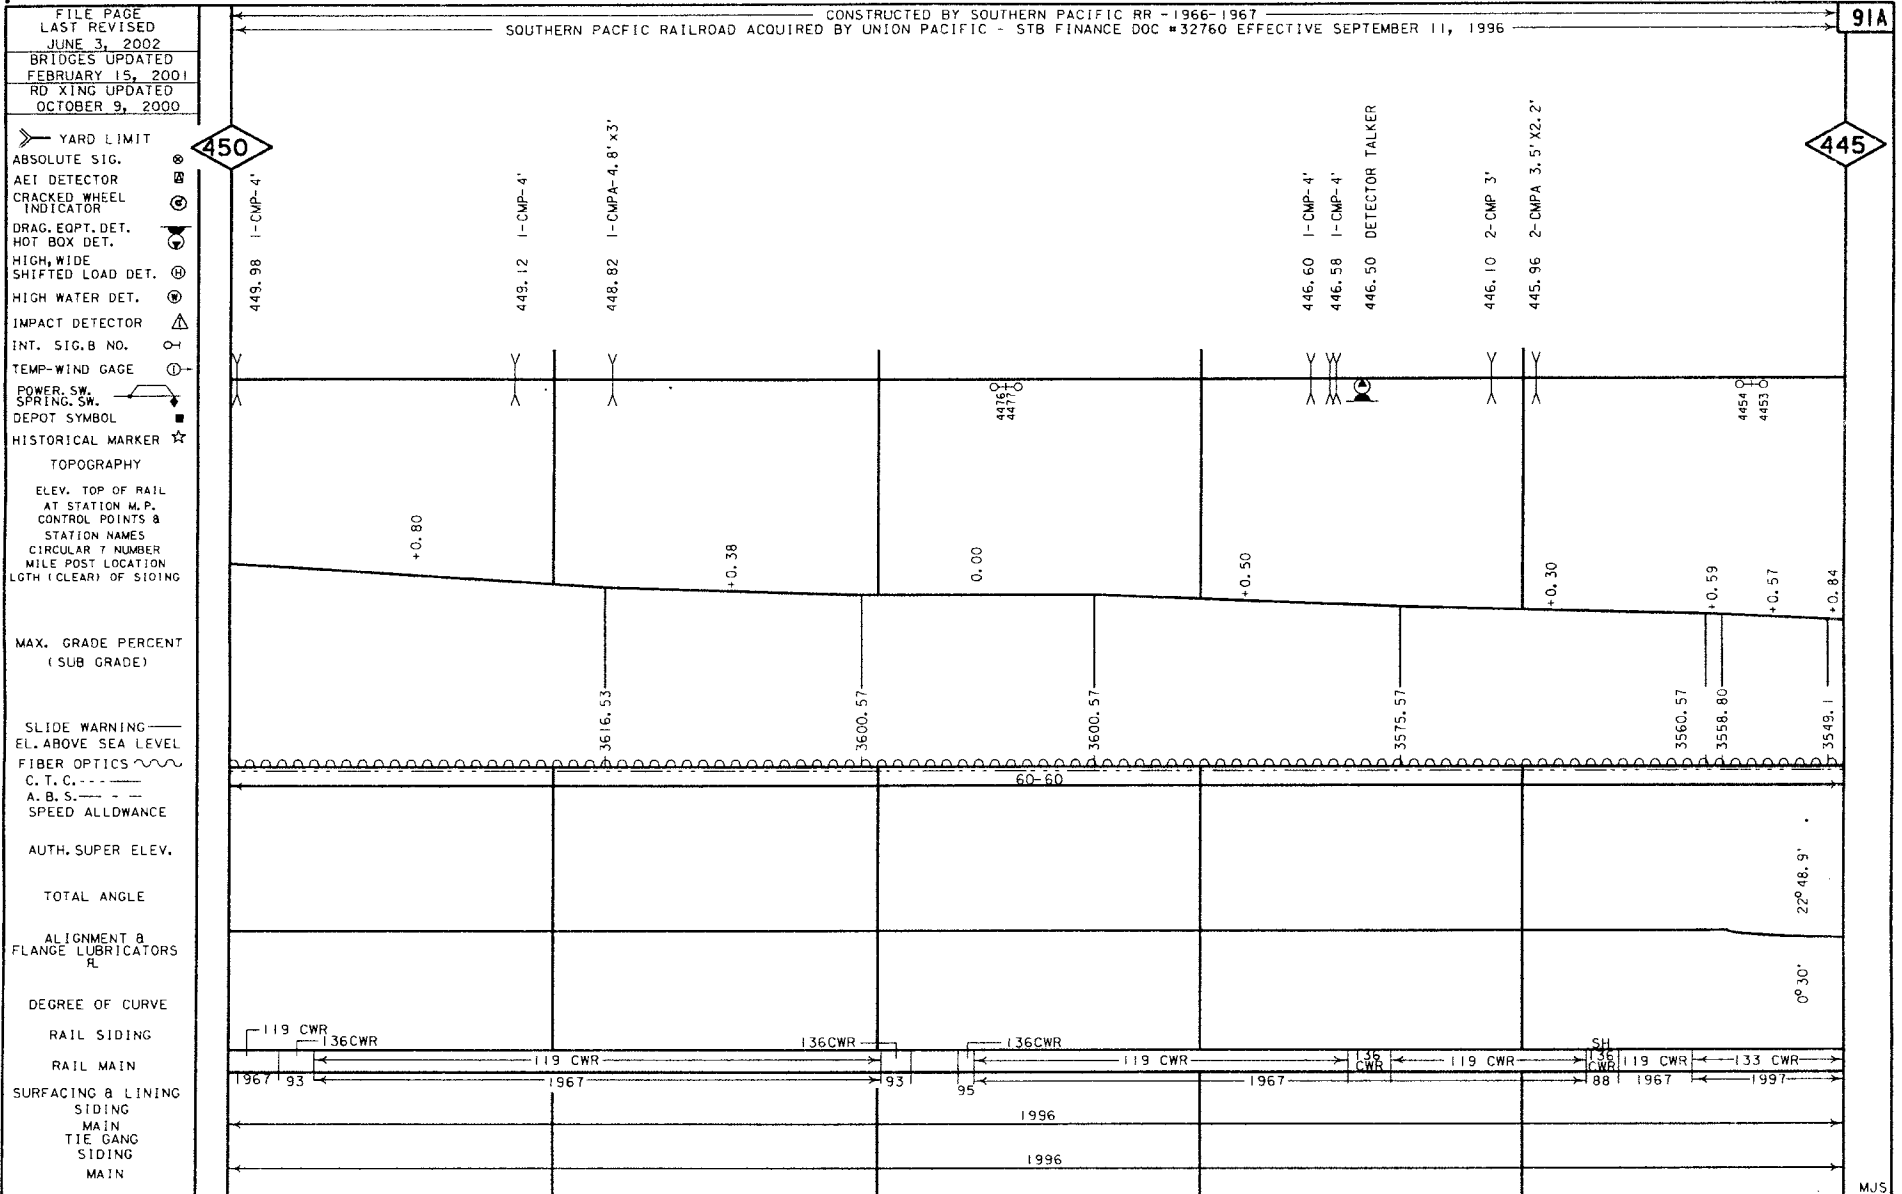 FILE PAGE
LAST REVISED
JUNE 3, 2002
BRIDGES UPDATED
FEBRUARY 15, 2001
RD XING UPDATED
OCTOBER 9, 2000
CONSTRUCTED BY SOUTHERN PACIFIC RR - 1966-1967
SOUTHERN PACFIC RAILROAD ACQUIRED BY UNION PACIFIC - STB FINANCE DOC #32760 EFFECTIVE SEPTEMBER 11, 1996
91A
YARD LIMIT
ABSOLUTE SIG.
AEI DETECTOR
CRACKED WHEEL
INDICATOR
DRAG. EQPT. DET.
HOT BOX DET.
HIGH, WIDE
SHIFTED LOAD DET.
HIGH WATER DET.
IMPACT DETECTOR
INT. SIG. & NO.
TEMP-WIND GAGE
POWER. SW.
SPRING. SW.
DEPOT SYMBOL
HISTORICAL MARKER
TOPOGRAPHY
ELEV. TOP OF RAIL
AT STATION M.P.
CONTROL POINTS &
STATION NAMES
CIRCULAR 7 NUMBER
MILE POST LOCATION
LGTH (CLEAR) OF SIDING
MAX. GRADE PERCENT
(SUB GRADE)
SLIDE WARNING
EL. ABOVE SEA LEVEL
FIBER OPTICS
C. T. C.
A. B. S.
SPEED ALLOWANCE
AUTH. SUPER ELEV.
TOTAL ANGLE
ALIGNMENT &
FLANGE LUBRICATORS
FL
DEGREE OF CURVE
RAIL SIDING
RAIL MAIN
SURFACING & LINING
SIDING
MAIN
TIE GANG
SIDING
MAIN
450
445
449.98 1-CMP-4'
449.12 1-CMP-4'
448.82 1-CMPA-4.8'x3'
446.60 1-CMP-4'
446.58 1-CMP-4'
446.50 DETECTOR TALKER
446.10 2-CMP 3'
445.96 2-CMPA 3.5'X2.2'
4476
4477
4454
4453
+0.80
+0.38
0.00
+0.50
+0.30
+0.59
+0.57
+0.84
3616.53
3600.57
3600.57
3575.57
3560.57
3558.80
3549.1
60-60
22° 48.9'
0° 30'
119 CWR
136CWR
136CWR
136CWR
SH
119 CWR
119 CWR
136 CWR
119 CWR
136 CWR
119 CWR
133 CWR
1967
93
1967
93
95
1967
88
1967
1997
1996
1996
MJS